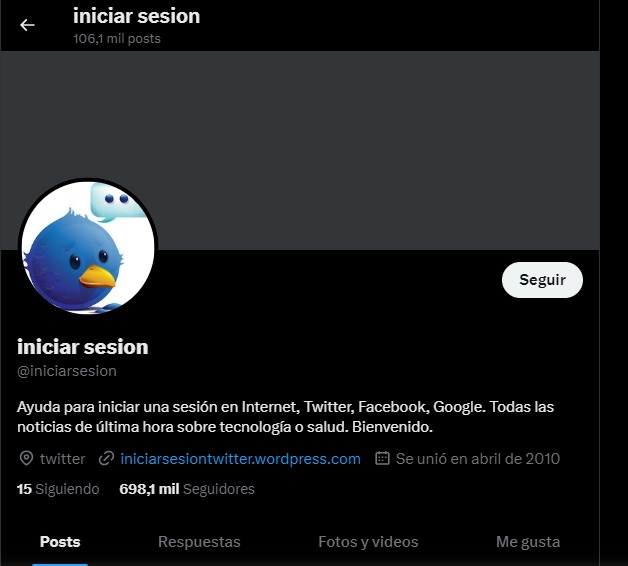 iniciar sesion
106,1 mil posts
Seguir
iniciar sesion
@iniciarsesion
Ayuda para iniciar una sesión en Internet, Twitter, Facebook, Google. Todas las
noticias de última hora sobre tecnología o salud. Bienvenido.
twitter iniciarsesiontwitter.wordpress.com Se unió en abril de 2010
15 Siguiendo 698,1 mil Seguidores
Posts Respuestas Fotos y videos Me gusta